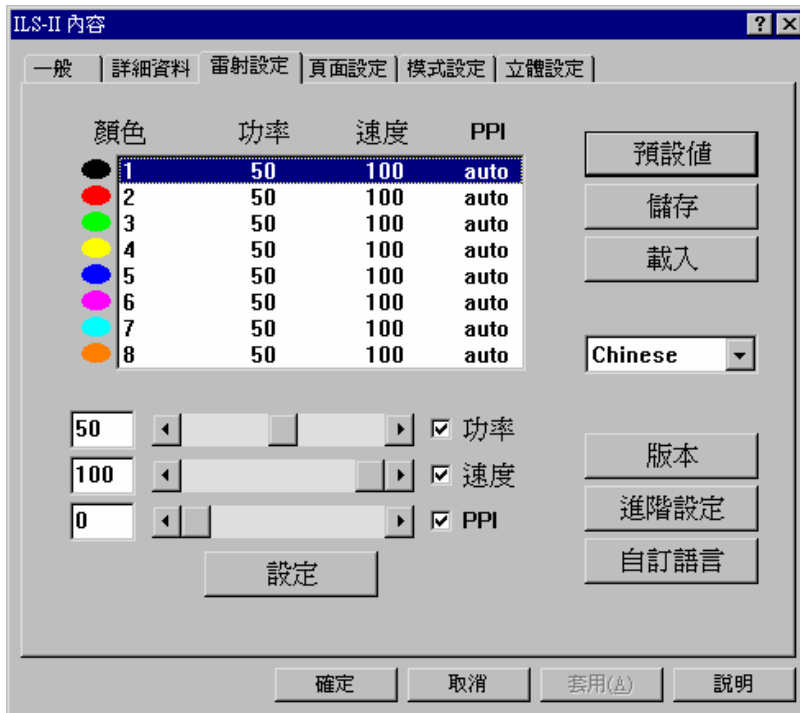 ILS-II 內容
一般 詳細資料 雷射設定 頁面設定 模式設定 立體設定
顏色 功率 速度 PPI
1 50 100 auto
2 50 100 auto
3 50 100 auto
4 50 100 auto
5 50 100 auto
6 50 100 auto
7 50 100 auto
8 50 100 auto
預設値
儲存
載入
Chinese
50 功率
100 速度
0 PPI
設定
版本
進階設定
自訂語言
確定 取消 套用(A) 說明